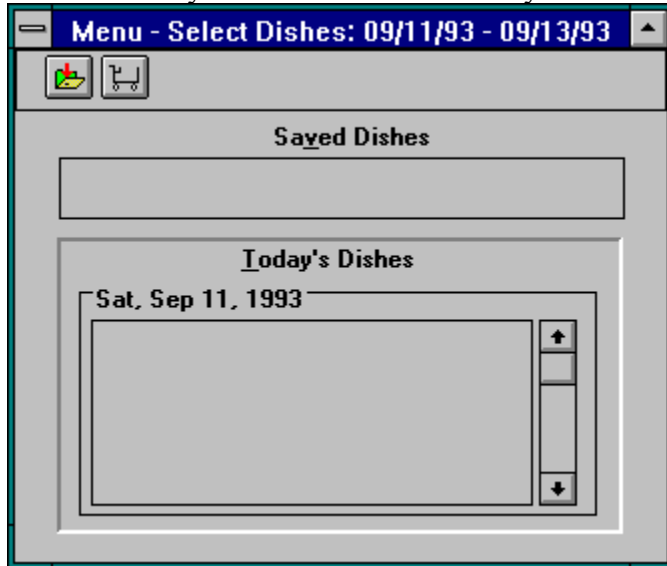 Menu - Select Dishes: 09/11/93 - 09/13/93
Saved Dishes
Today's Dishes
Sat, Sep 11, 1993